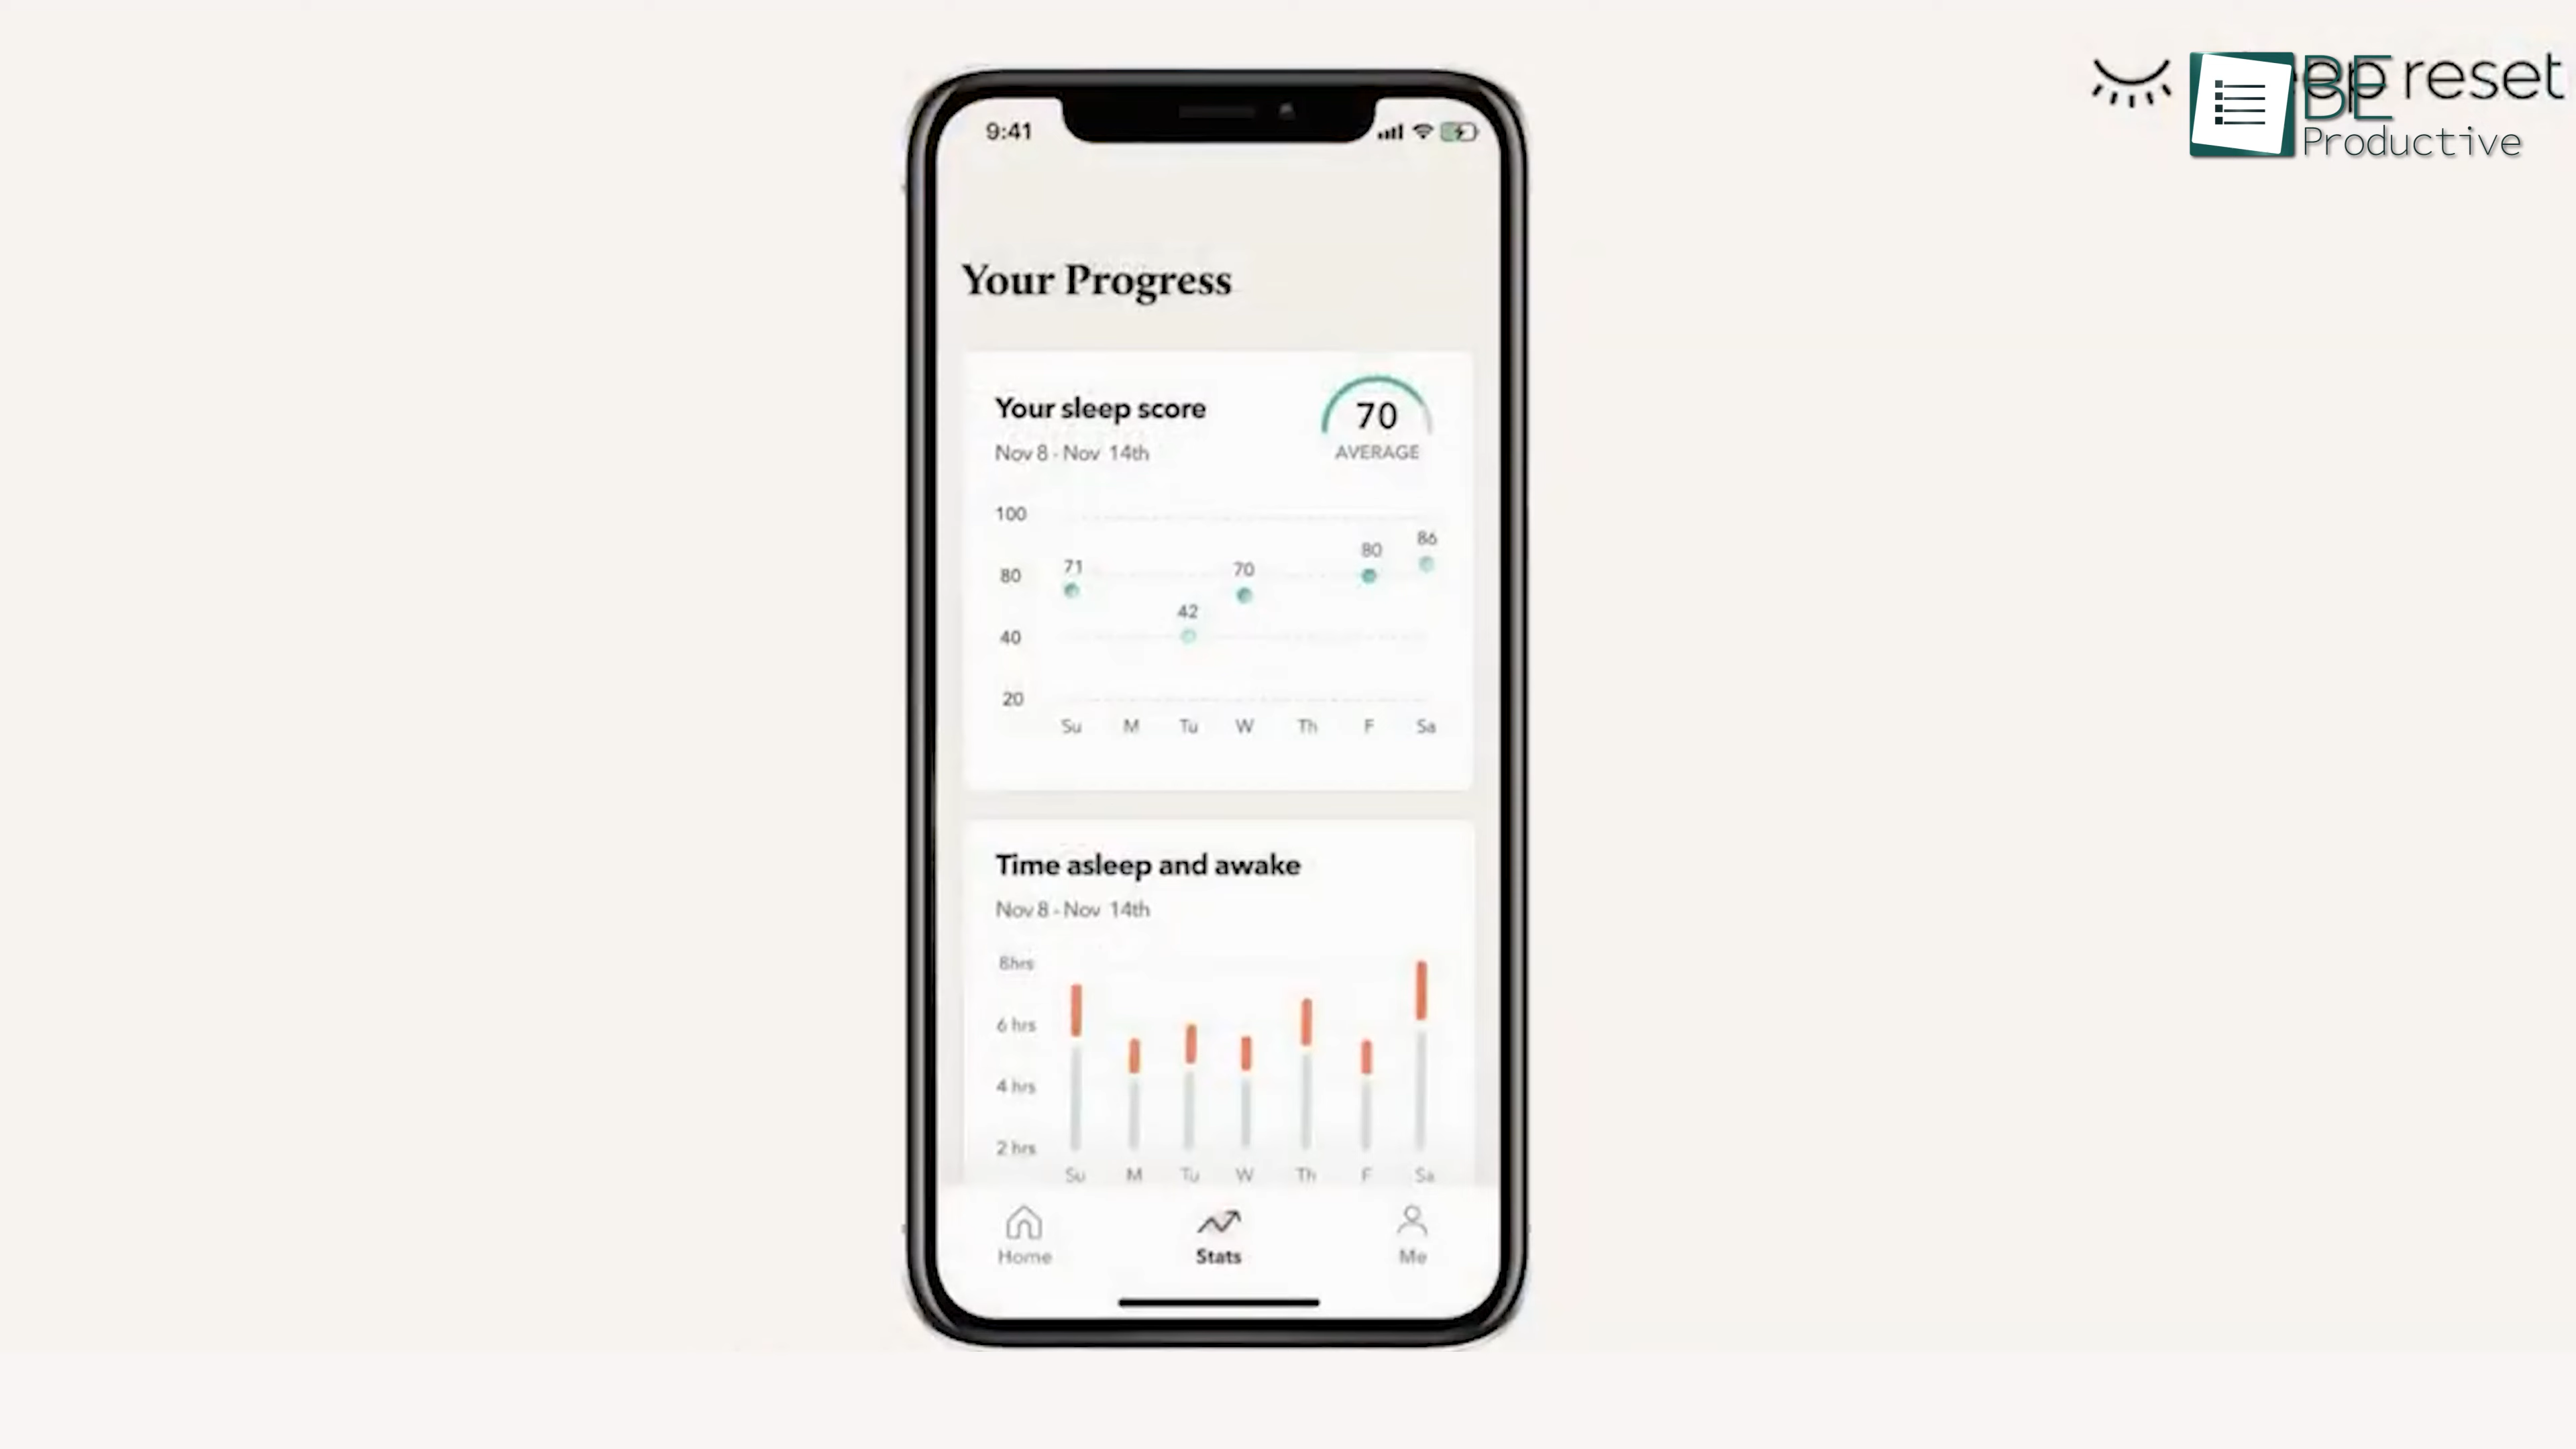 reset
BE
Productive
9:41
Your Progress
Your sleep score
Nov 8 - Nov 14th
70
AVERAGE
100
80
40
20
71
42
70
80
86
Su M Tu W Th F Sa
Time asleep and awake
Nov 8 - Nov 14th
8hrs
6 hrs
4 hrs
2 hrs
Su M Tu W Th F Sa
Home Stats Me